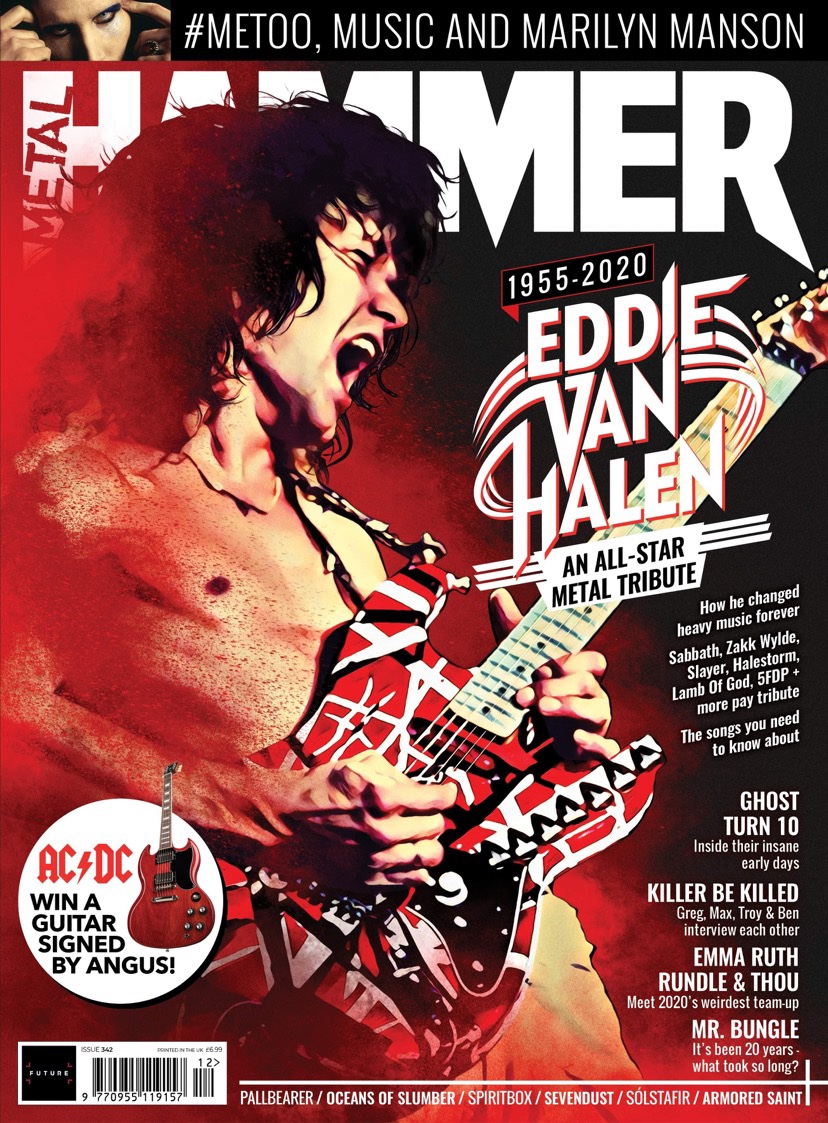 #METOO, MUSIC AND MARILYN MANSON
METAL
HAMMER
1955-2020
EDDIE
VAN
HALEN
AN ALL-STAR
METAL TRIBUTE
How he changed
heavy music forever
Sabbath, Zakk Wylde,
Slayer, Halestorm,
Lamb Of God, 5FDP +
more pay tribute
The songs you need
to know about
GHOST
TURN 10
Inside their insane
early days
KILLER BE KILLED
Greg, Max, Troy & Ben
interview each other
EMMA RUTH
RUNDLE & THOU
Meet 2020's weirdest team-up
MR. BUNGLE
It's been 20 years -
what took so long?
AC⚡DC
WIN A
GUITAR
SIGNED
BY ANGUS!
FUTURE
ISSUE 342
PRINTED IN THE UK £6.99
12>
9 770955 119157
PALLBEARER / OCEANS OF SLUMBER / SPIRITBOX / SEVENDUST / SÓLSTAFIR / ARMORED SAINT